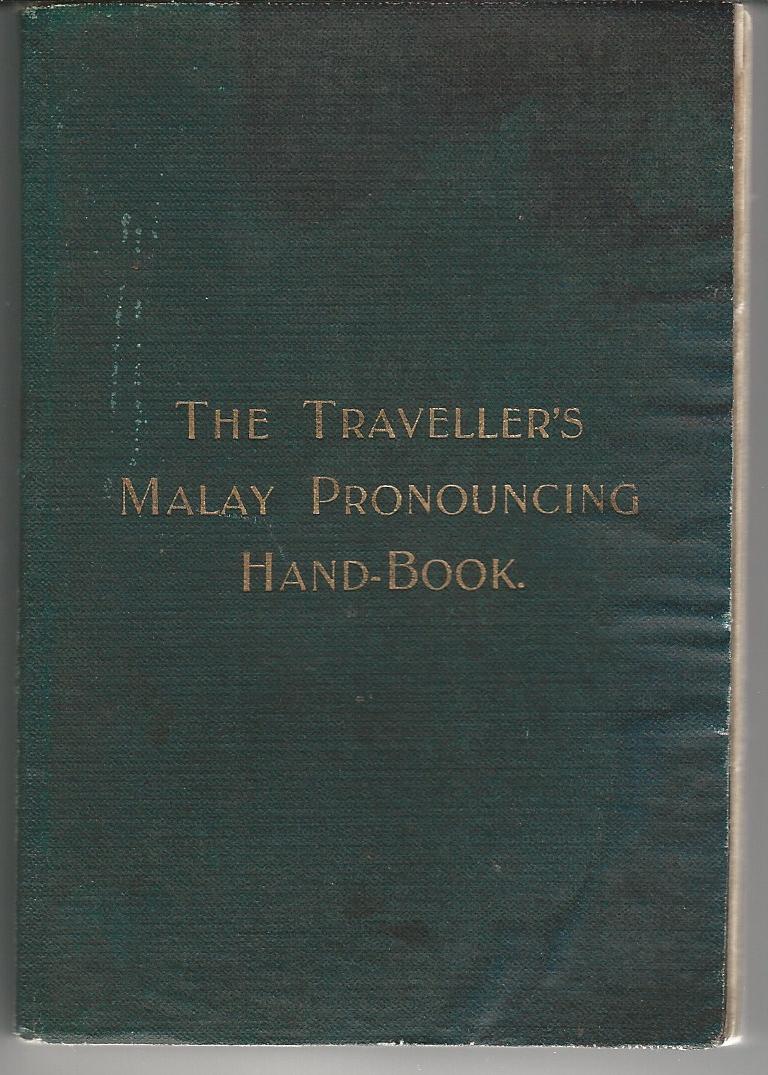 The Traveller's
Malay Pronouncing
Hand-Book.